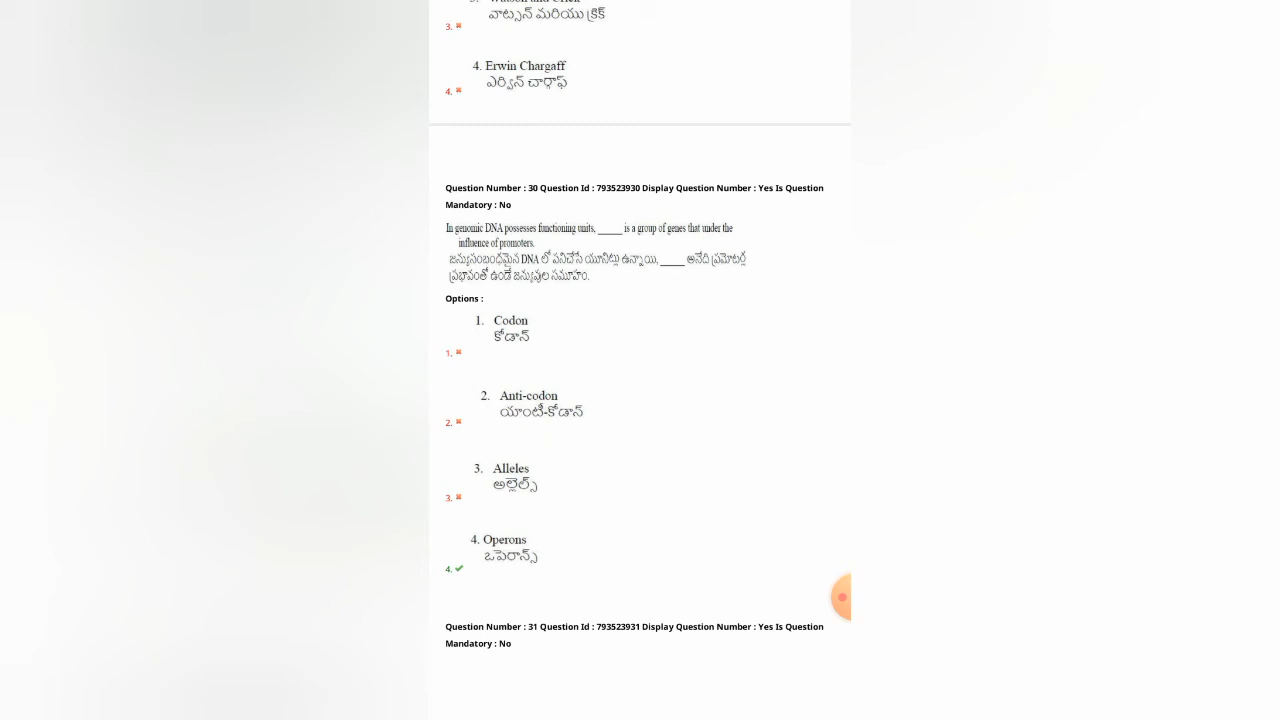 వాట్సన్ మరియు క్రిక్
3. ✖
4. Erwin Chargaff
ఎర్విన్ చార్గాఫ్
4. ✖
Question Number : 30 Question Id : 793523930 Display Question Number : Yes Is Question
Mandatory : No
In genomic DNA possesses functioning units, _____ is a group of genes that under the
influence of promoters.
జన్యుసంబంధమైన DNA లో పనిచేసే యూనిట్లు ఉన్నాయి, _____ అనేది ప్రమోటర్ల
ప్రభావంతో ఉండే జన్యువుల సమూహం.
Options :
1. Codon
కోడాన్
1. ✖
2. Anti-codon
యాంటీ-కోడాన్
2. ✖
3. Alleles
అల్లెల్స్
3. ✖
4. Operons
ఒపెరాన్స్
4. ✔
Question Number : 31 Question Id : 793523931 Display Question Number : Yes Is Question
Mandatory : No